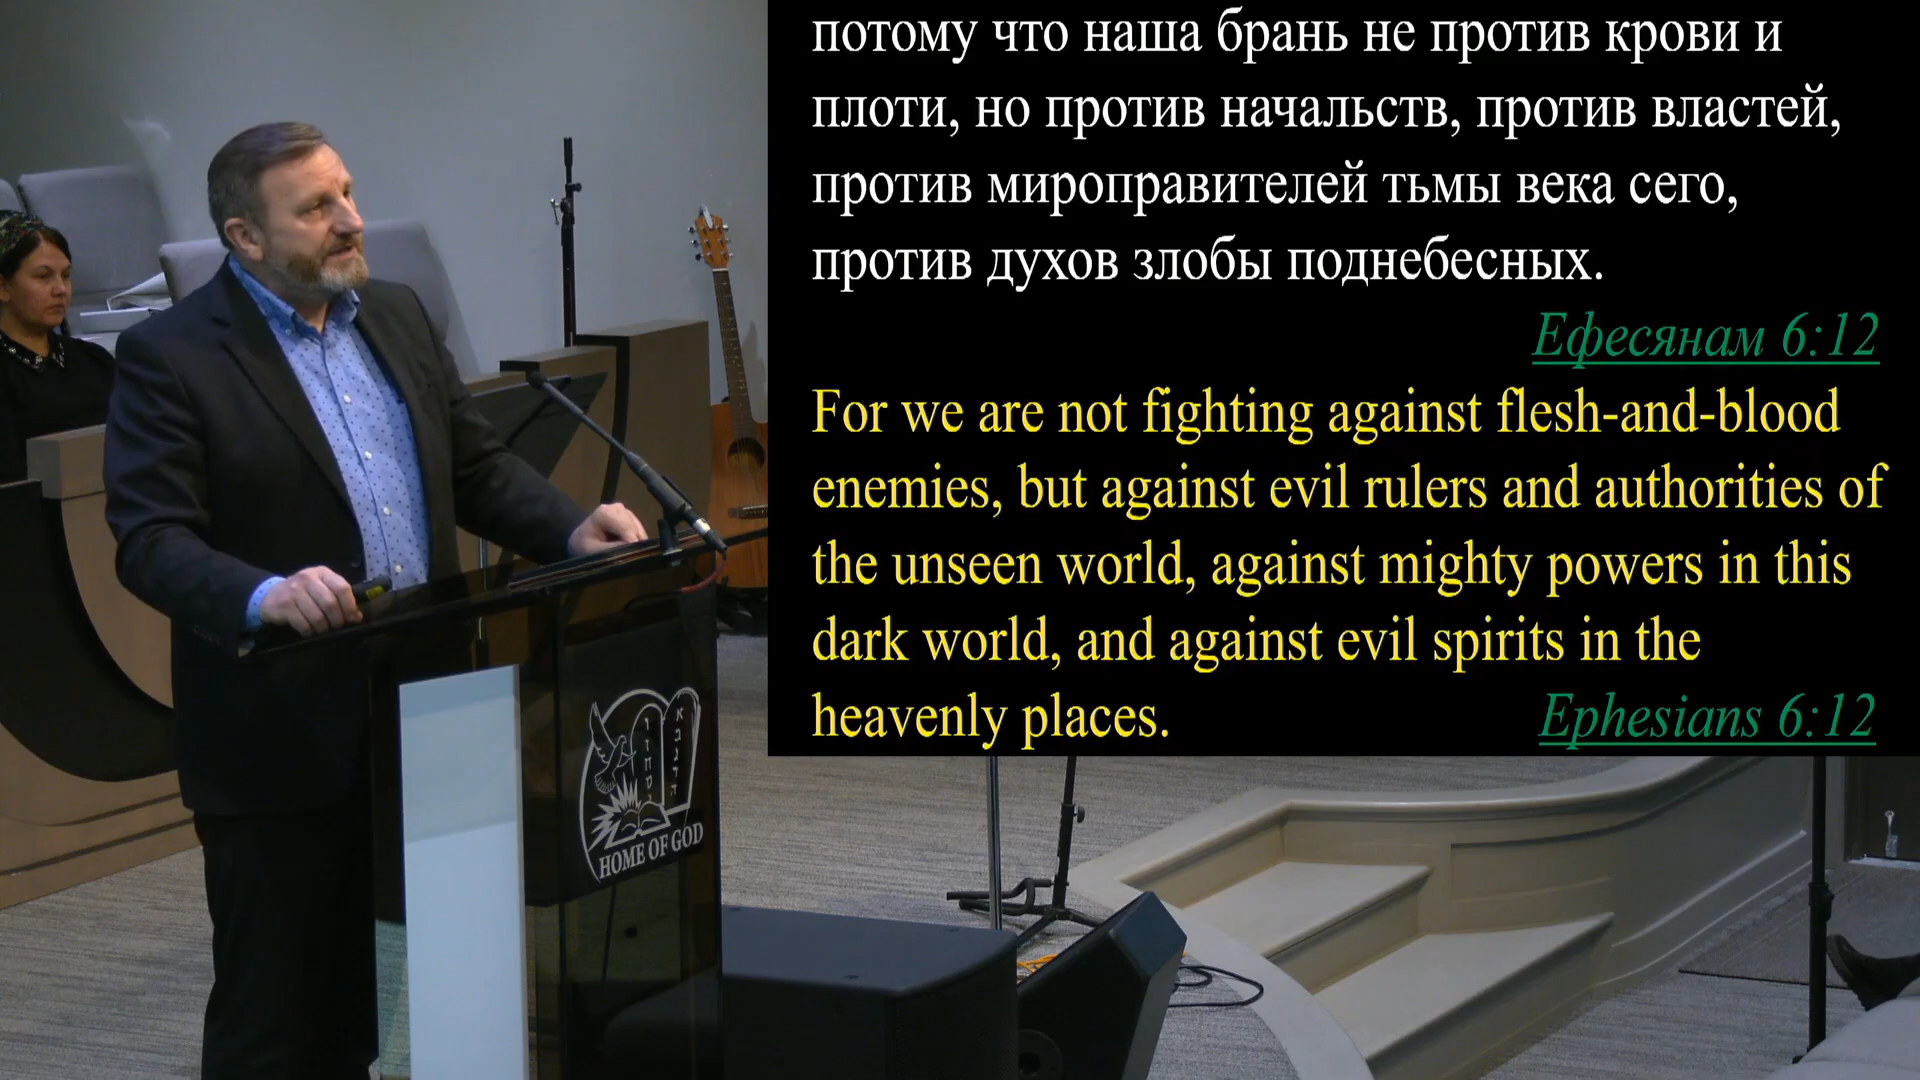 потому что наша брань не против крови и
плоти, но против начальств, против властей,
против мироправителей тьмы века сего,
против духов злобы поднебесных.
Ефесянам 6:12
For we are not fighting against flesh-and-blood
enemies, but against evil rulers and authorities of
the unseen world, against mighty powers in this
dark world, and against evil spirits in the
heavenly places.
Ephesians 6:12
HOME OF GOD